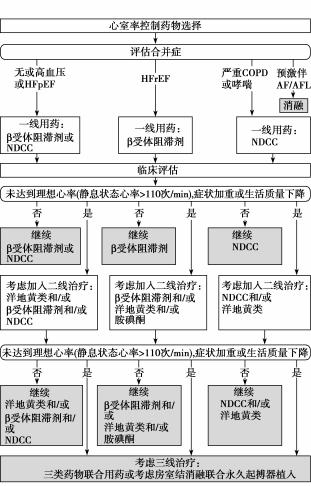 心室率控制药物选择
评估合并症
无或高血压
或HFpEF
HFrEF
严重COPD
或哮喘
预激伴
AF/AFL
消融
一线用药:
β受体阻滞剂或
NDCC
一线用药:
β受体阻滞剂
一线用药:
NDCC
临床评估
未达到理想心率(静息状态心率>110次/min),症状加重或生活质量下降
否
是
否
是
否
是
继续
β受体阻滞剂或
NDCC
继续
β受体阻滞剂
继续
NDCC
考虑加入二线治疗:
洋地黄类和/或
β受体阻滞剂和/或
NDCC
考虑加入二线治疗:
β受体阻滞剂和/或
洋地黄类和/或
胺碘酮
考虑加入二线治疗:
NDCC和/或
洋地黄类
未达到理想心率(静息状态心率>110次/min),症状加重或生活质量下降
否
是
否
是
否
是
继续
洋地黄类和/或
β受体阻滞剂和/
或
NDCC
继续
β受体阻滞剂和/
或
洋地黄类和/或
胺碘酮
继续
NDCC和/或
洋地黄类
考虑三线治疗:
三类药物联合用药或考虑房室结消融联合永久起搏器植入